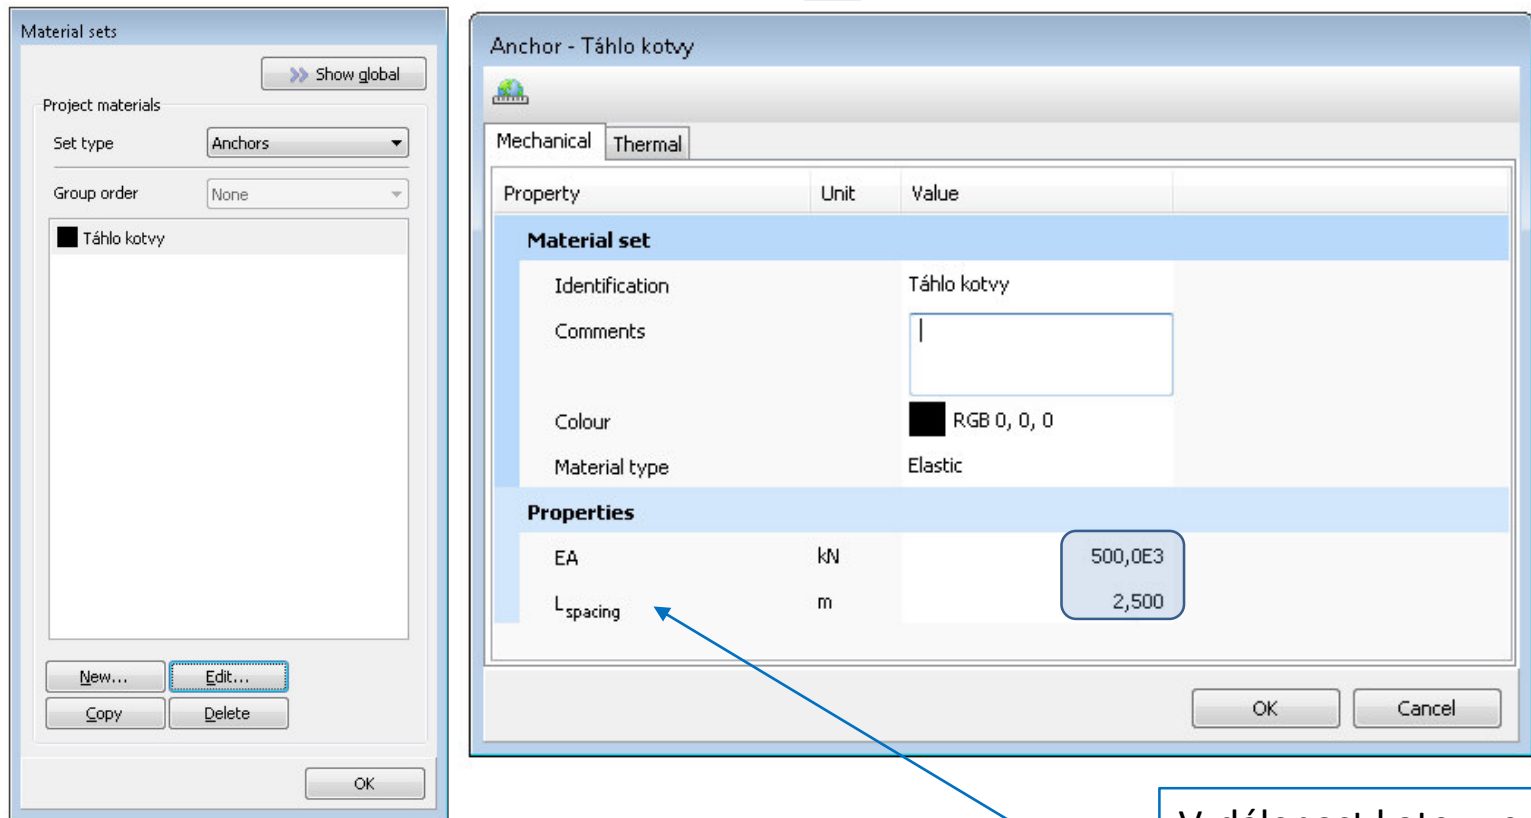 Material sets
Show global
Project materials
Set type Anchors
Group order None
Táhlo kotvy
New... Edit...
Copy Delete
OK
Anchor - Táhlo kotvy
Mechanical Thermal
Property Unit Value
Material set
Identification Táhlo kotvy
Comments
Colour RGB 0, 0, 0
Material type Elastic
Properties
EA kN 500,0E3
Lspacing m 2,500
OK Cancel